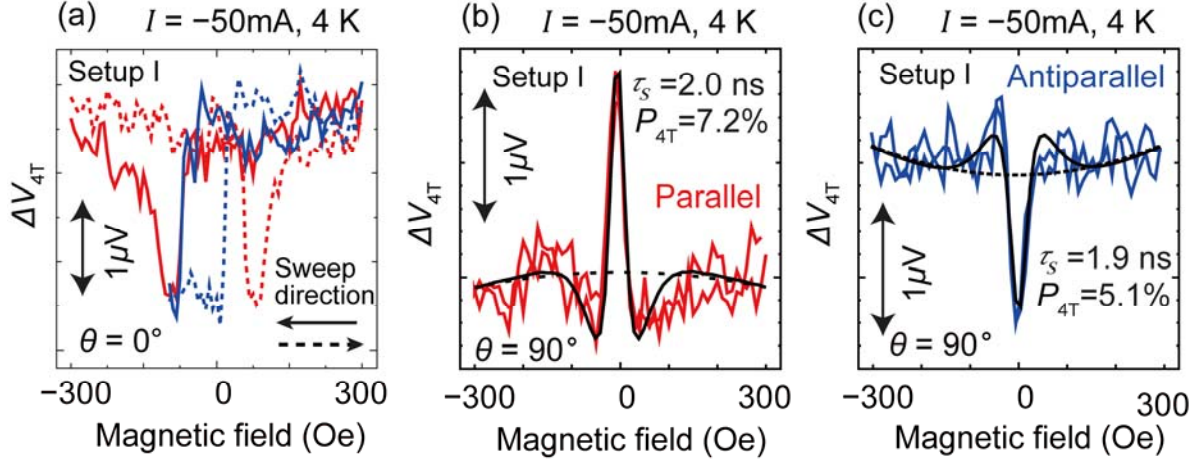 (a) I = −50mA, 4 K
Setup I
ΔV4T
1μV
Sweep
direction
θ = 0°
−300 0 300
Magnetic field (Oe)
(b) I = −50mA, 4 K
Setup I
τS = 2.0 ns
P4T=7.2%
ΔV4T
1μV
Parallel
θ = 90°
−300 0 300
Magnetic field (Oe)
(c) I = −50mA, 4 K
Setup I
Antiparallel
ΔV4T
1μV
τS = 1.9 ns
P4T=5.1%
θ = 90°
−300 0 300
Magnetic field (Oe)